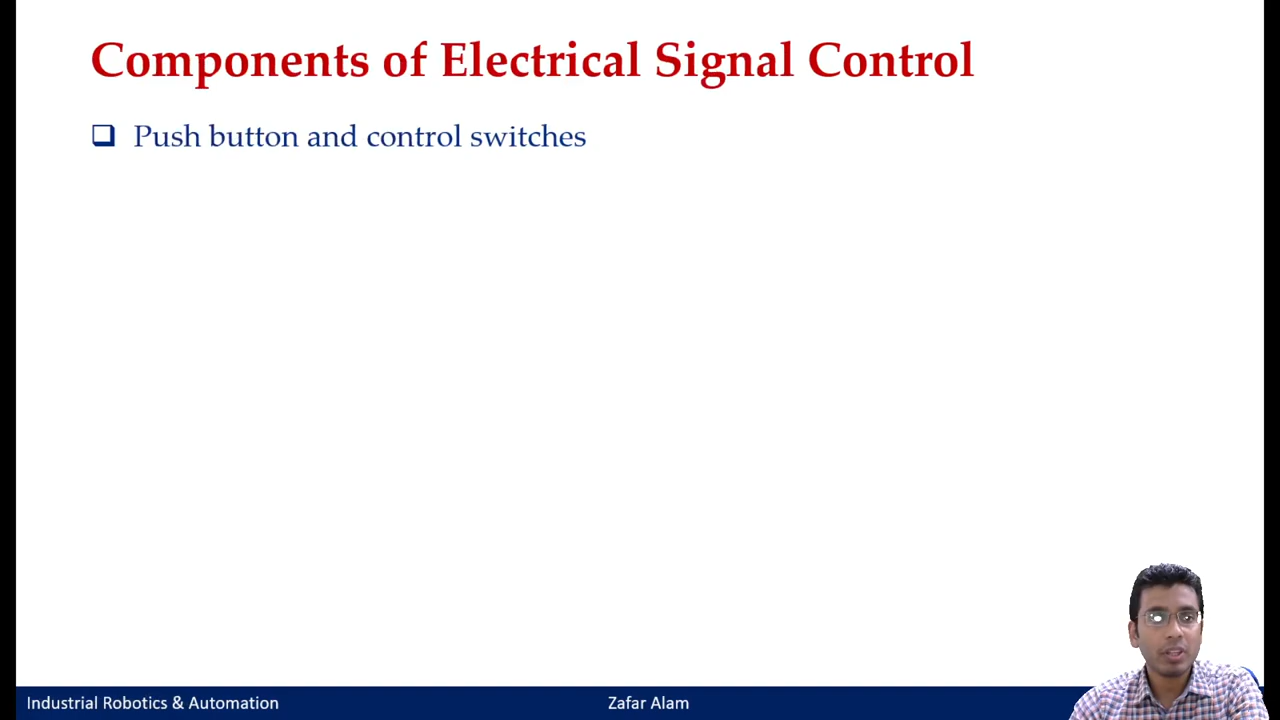 Components of Electrical Signal Control
Push button and control switches
Industrial Robotics & Automation
Zafar Alam